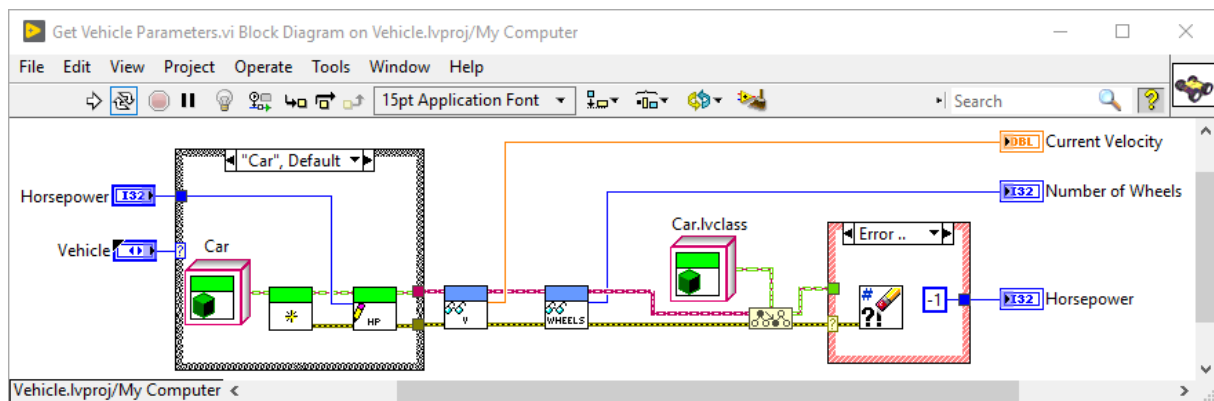 Get Vehicle Parameters.vi Block Diagram on Vehicle.lvproj/My Computer
File Edit View Project Operate Tools Window Help
15pt Application Font
Search
?
"Car", Default
DBL Current Velocity
Horsepower I32
I32 Number of Wheels
Vehicle
?
Car
Car.lvclass
Error ..
HP
V
WHEELS
?
# ?!
-1
I32 Horsepower
Vehicle.lvproj/My Computer